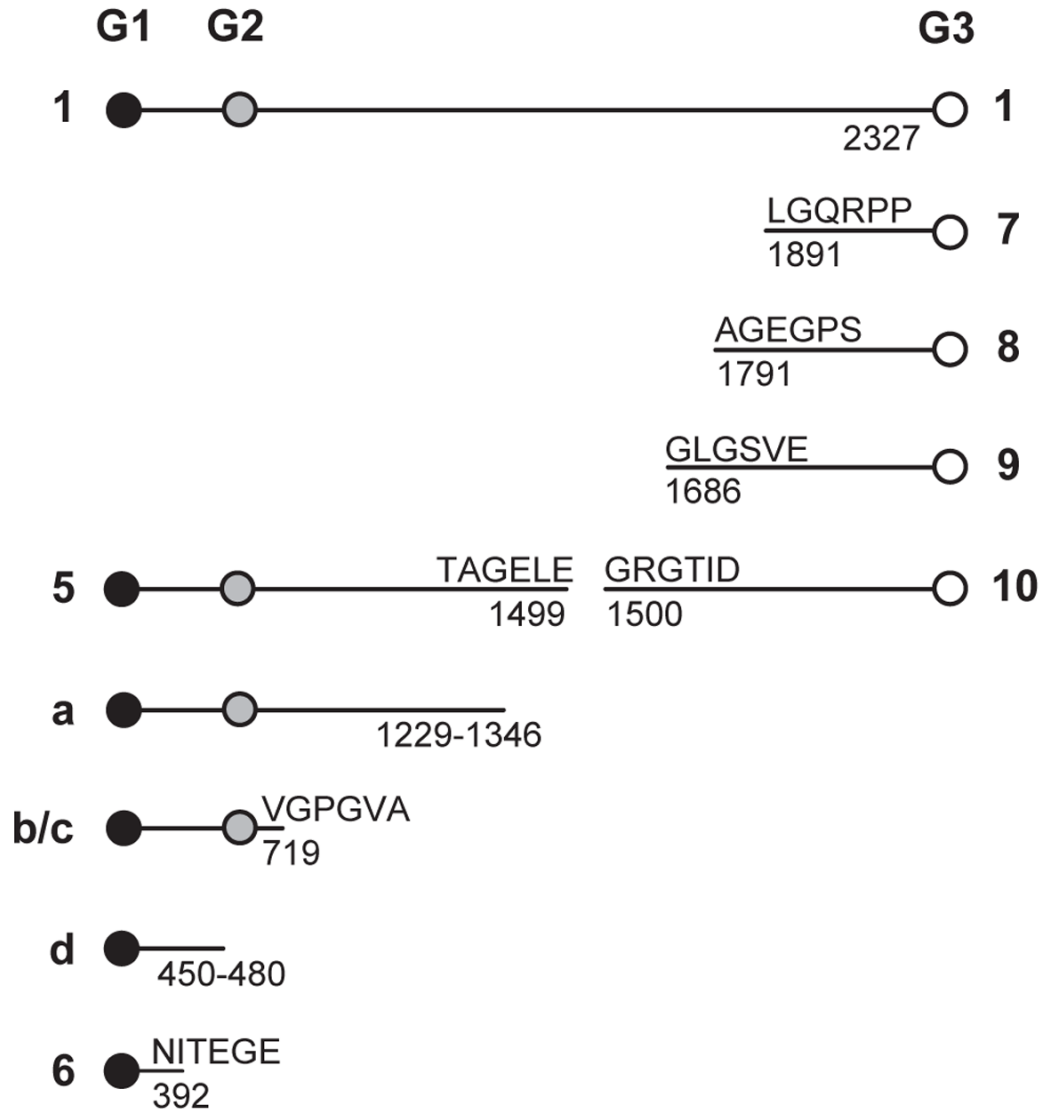 G1 G2 G3
1 1
2327
LGQRPP 7
1891
AGEGPS 8
1791
GLGSVE 9
1686
5 TAGELE GRGTID 10
1499 1500
a
1229-1346
b/c VGPGVA
719
d
450-480
6 NITEGE
392